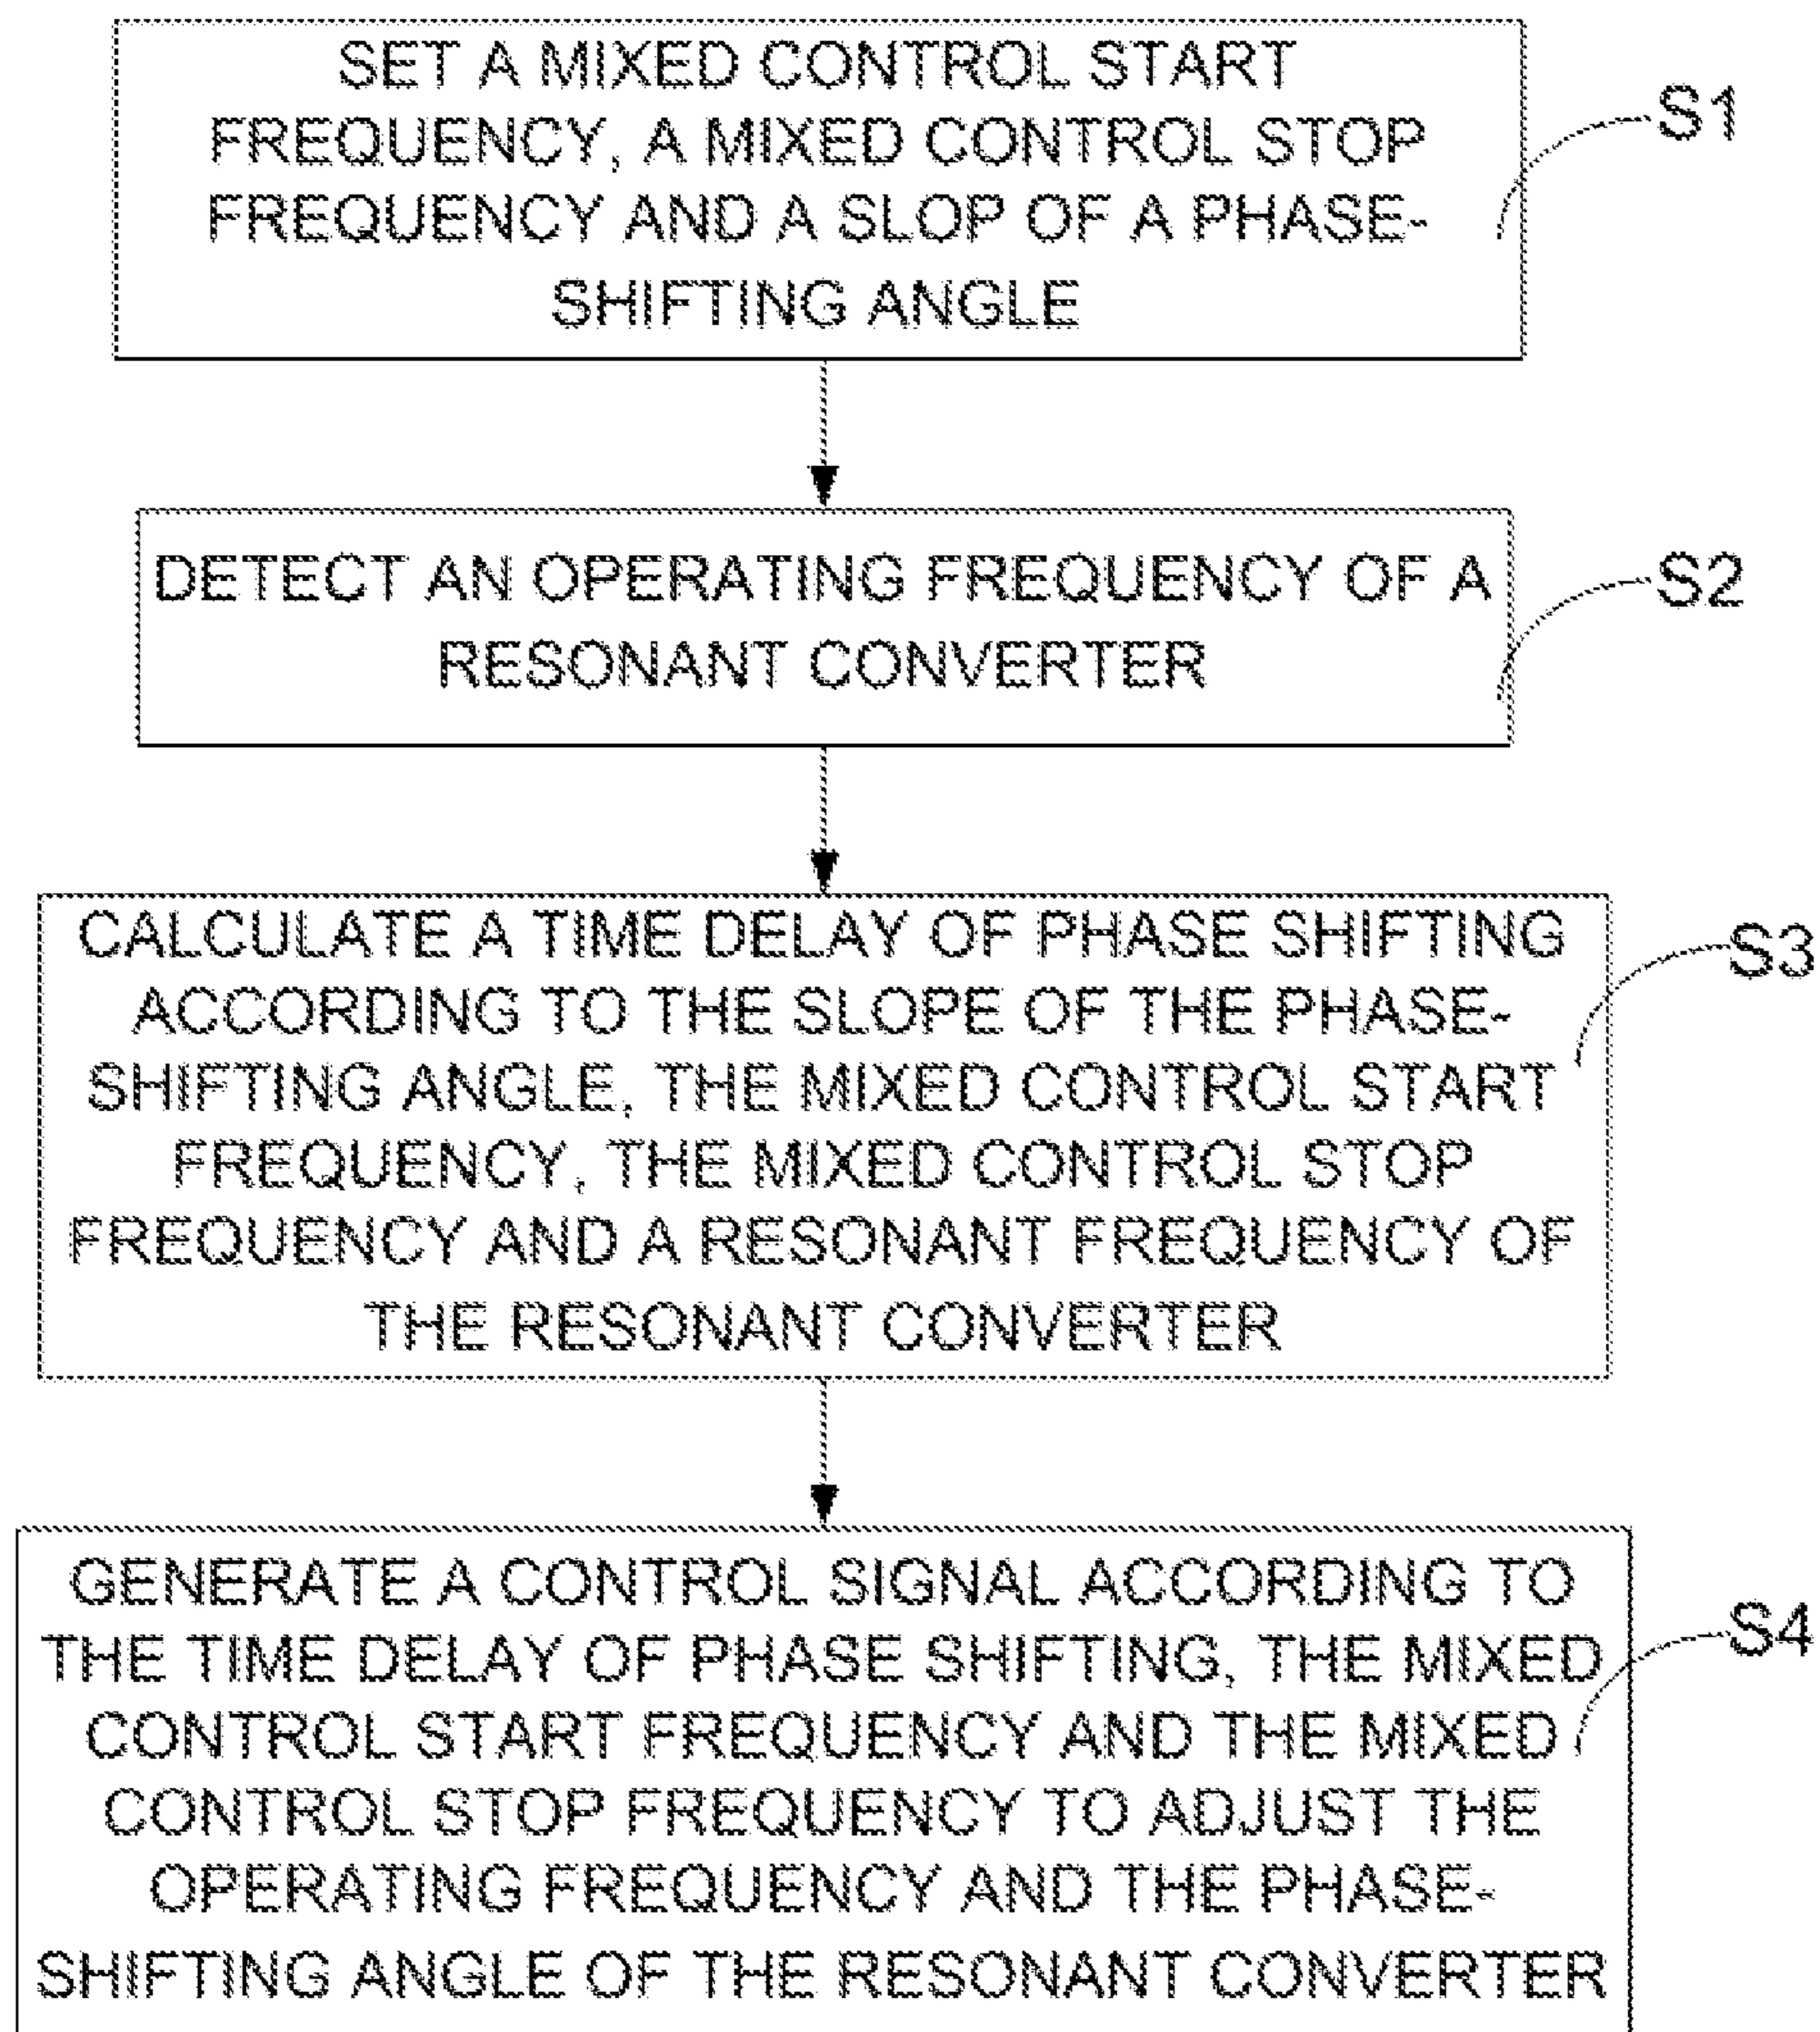 SET A MIXED CONTROL START
FREQUENCY, A MIXED CONTROL STOP
FREQUENCY AND A SLOP OF A PHASE-
SHIFTING ANGLE
S1
DETECT AN OPERATING FREQUENCY OF A
RESONANT CONVERTER
S2
CALCULATE A TIME DELAY OF PHASE SHIFTING
ACCORDING TO THE SLOPE OF THE PHASE-
SHIFTING ANGLE, THE MIXED CONTROL START
FREQUENCY, THE MIXED CONTROL STOP
FREQUENCY AND A RESONANT FREQUENCY OF
THE RESONANT CONVERTER
S3
GENERATE A CONTROL SIGNAL ACCORDING TO
THE TIME DELAY OF PHASE SHIFTING, THE MIXED
CONTROL START FREQUENCY AND THE MIXED
CONTROL STOP FREQUENCY TO ADJUST THE
OPERATING FREQUENCY AND THE PHASE-
SHIFTING ANGLE OF THE RESONANT CONVERTER
S4